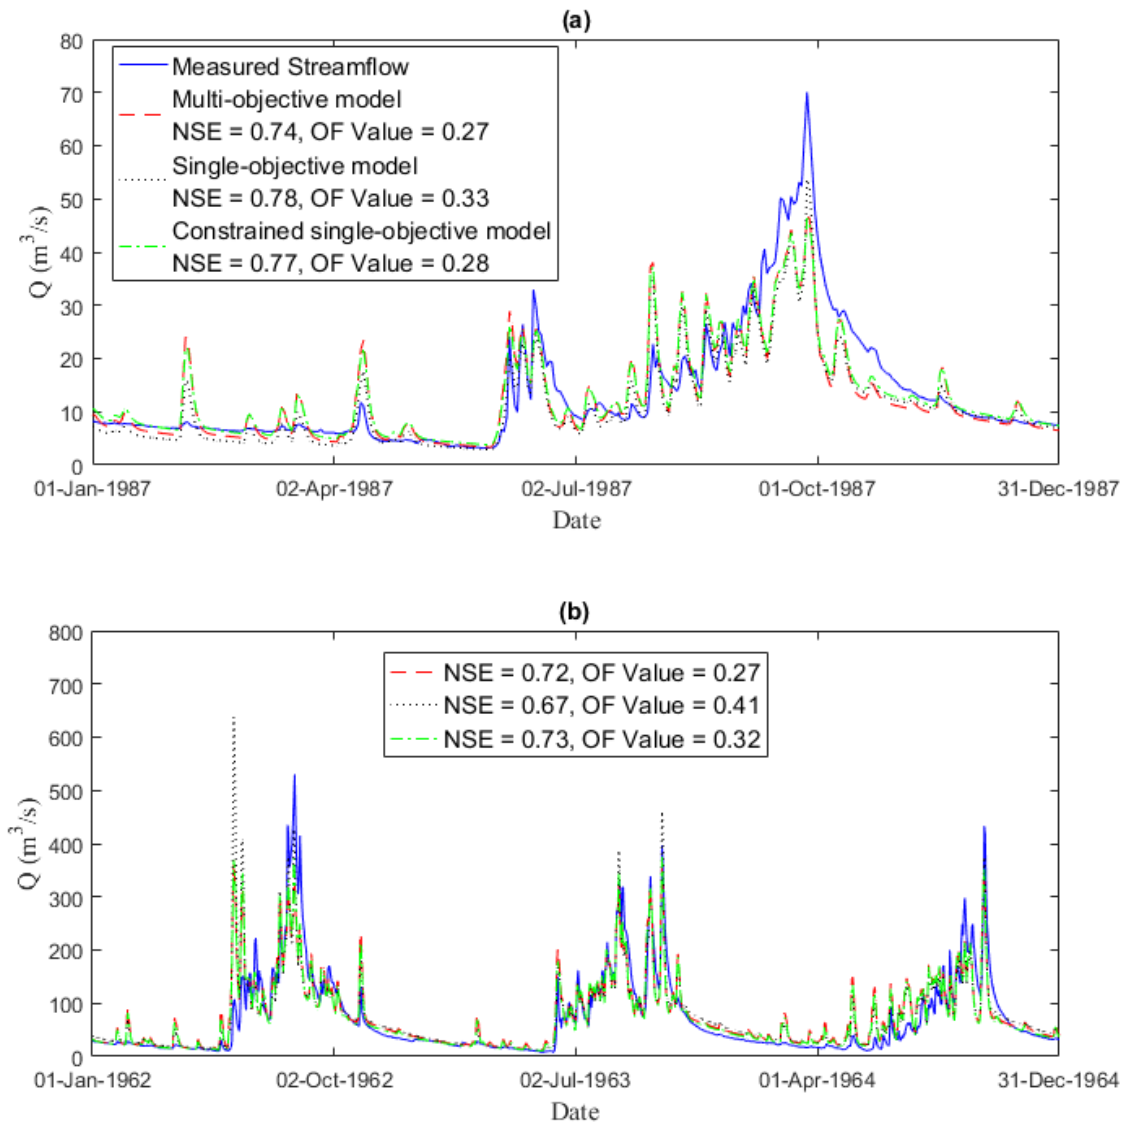 (a)
80
70
60
50
40
30
20
10
0
Q (m³/s)
Measured Streamflow
Multi-objective model
NSE = 0.74, OF Value = 0.27
Single-objective model
NSE = 0.78, OF Value = 0.33
Constrained single-objective model
NSE = 0.77, OF Value = 0.28
01-Jan-1987 02-Apr-1987 02-Jul-1987 01-Oct-1987 31-Dec-1987
Date
(b)
800
700
600
500
400
300
200
100
0
Q (m³/s)
NSE = 0.72, OF Value = 0.27
NSE = 0.67, OF Value = 0.41
NSE = 0.73, OF Value = 0.32
01-Jan-1962 02-Oct-1962 02-Jul-1963 01-Apr-1964 31-Dec-1964
Date